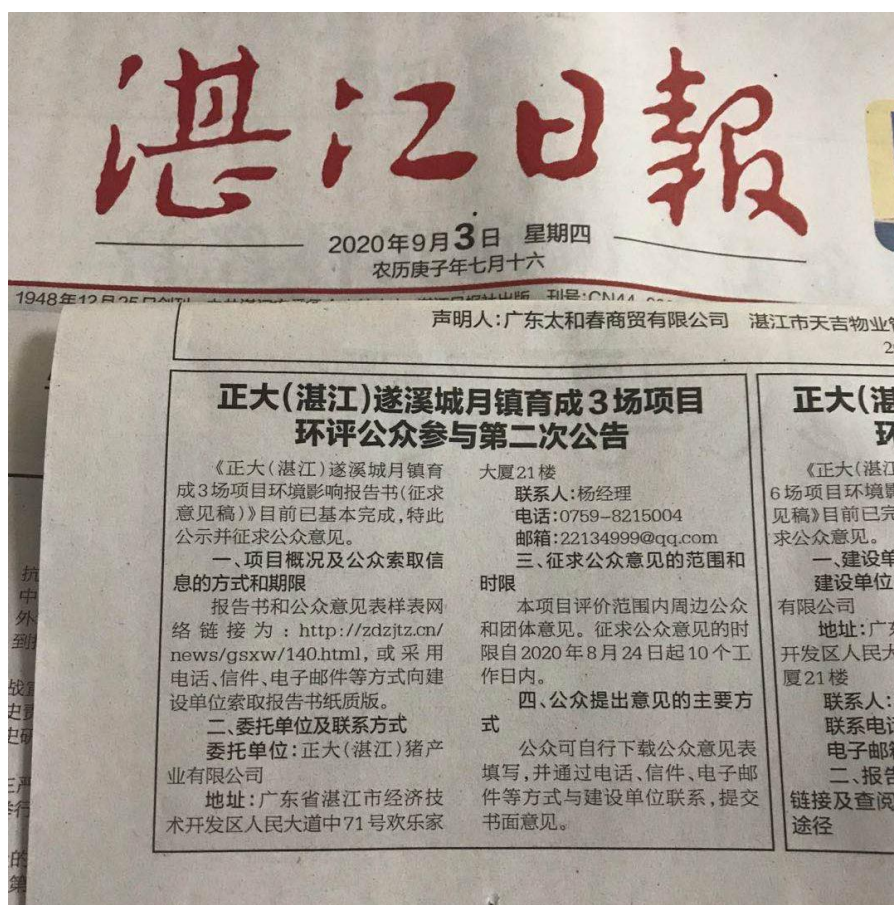 湛江日報
2020年9月3日 星期四
农历庚子年七月十六
1948年12月25日创刊
刊号:CN44
声明人:广东太和春商贸有限公司 湛江市天吉物业
正大(湛江)遂溪城月镇育成3场项目
环评公众参与第二次公告
《正大(湛江)遂溪城月镇育
成3场项目环境影响报告书(征求
意见稿)》目前已基本完成,特此
公示并征求公众意见。
一、项目概况及公众索取信
息的方式和期限
报告书和公众意见表样表网
络链接为:http://zdzjtz.cn/
news/gsxw/140.html,或采用
电话、信件、电子邮件等方式向建
设单位索取报告书纸质版。
二、委托单位及联系方式
委托单位:正大(湛江)猪产
业有限公司
地址:广东省湛江市经济技
术开发区人民大道中71号欢乐家
大厦21楼
联系人:杨经理
电话:0759-8215004
邮箱:22134999@qq.com
三、征求公众意见的范围和
时限
本项目评价范围内周边公众
和团体意见。征求公众意见的时
限自2020年8月24日起10个工
作日内。
四、公众提出意见的主要方
式
公众可自行下载公众意见表
填写,并通过电话、信件、电子邮
件等方式与建设单位联系,提交
书面意见。
正大(湛
环
《正大(湛江
6场项目环境影
见稿)》目前已完
求公众意见。
一、建设单
建设单位
有限公司
地址:广东
开发区人民大
厦21楼
联系人:
联系电话
电子邮箱
二、报告
链接及查阅
途径